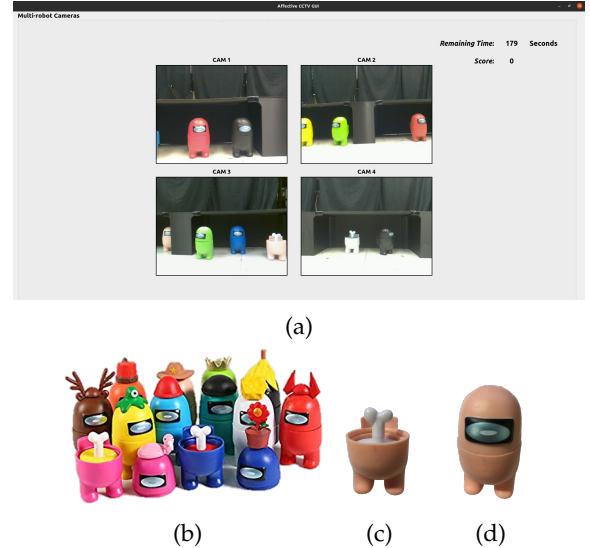 Affective CCTV GUI
Multi-robot Cameras
Remaining Time: 179 Seconds
Score: 0
CAM 1
CAM 2
CAM 3
CAM 4
(a)
(b)
(c)
(d)